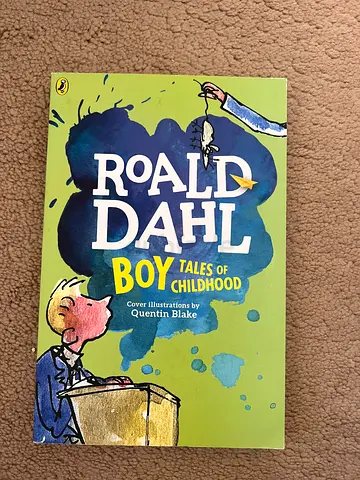 ROALD
DAHL
BOY TALES OF
CHILDHOOD
Cover illustrations by
Quentin Blake